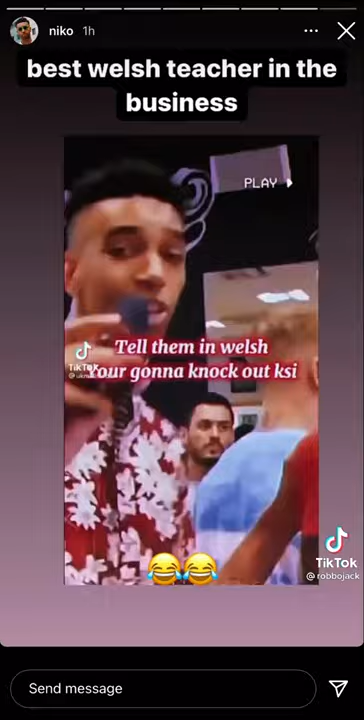 niko 1h
best welsh teacher in the
business
PLAY
Tell them in welsh
our gonna knock out ksi
TikTok
TikTok
@robbojack
Send message